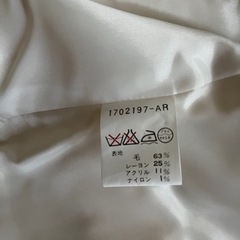 1702197-AR
表地
毛 63%
レーヨン 25%
アクリル 11%
ナイロン 1%